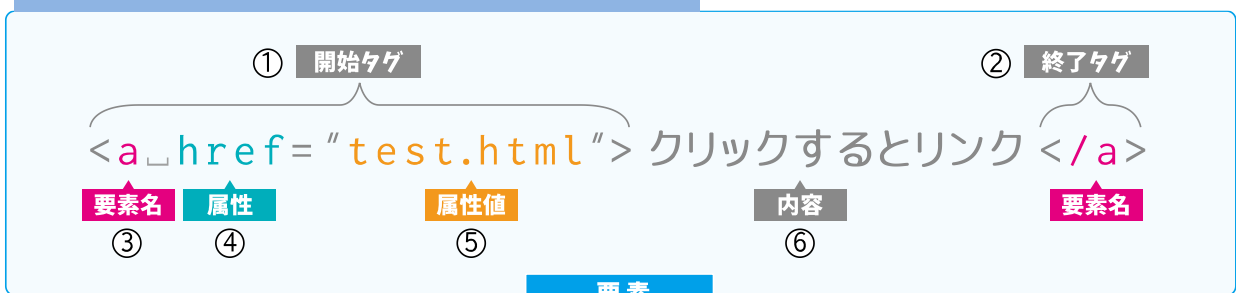 ① 開始タグ ② 終了タグ
<a␣href="test.html">クリックするとリンク</a>
要素名 属性 属性値 内容 要素名
③ ④ ⑤ ⑥
要素